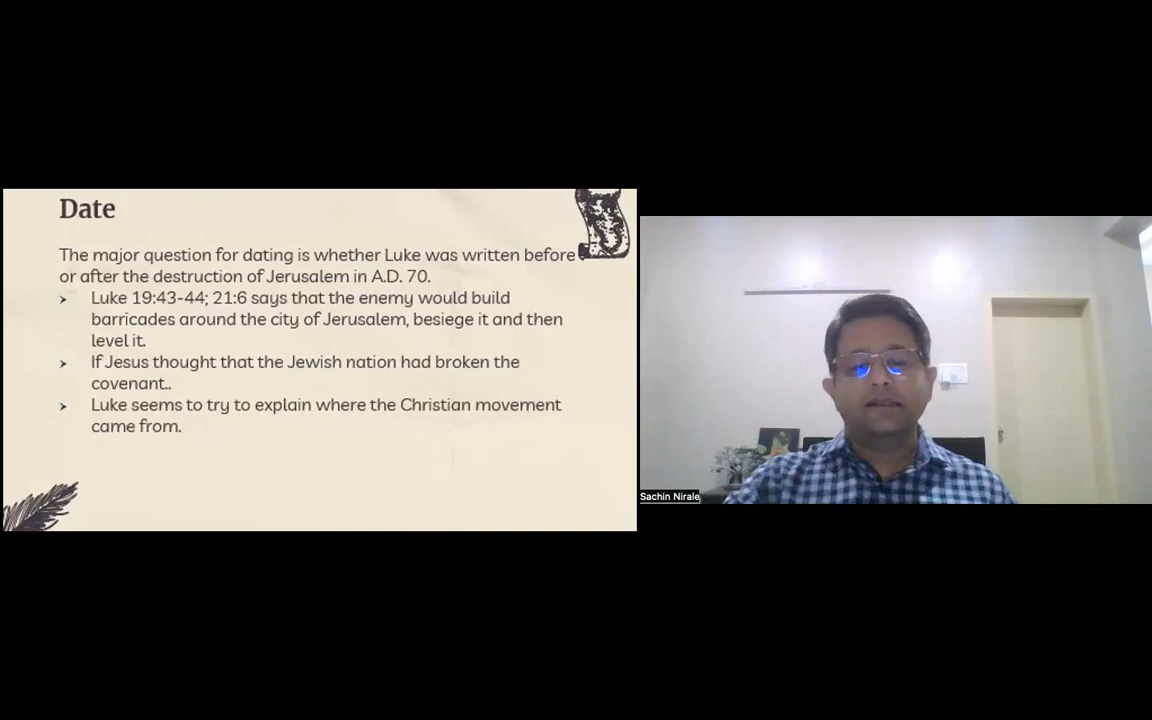 Date
The major question for dating is whether Luke was written before
or after the destruction of Jerusalem in A.D. 70.
➤ Luke 19:43-44; 21:6 says that the enemy would build
barricades around the city of Jerusalem, besiege it and then
level it.
➤ If Jesus thought that the Jewish nation had broken the
covenant..
➤ Luke seems to try to explain where the Christian movement
came from.
Sachin Nirale